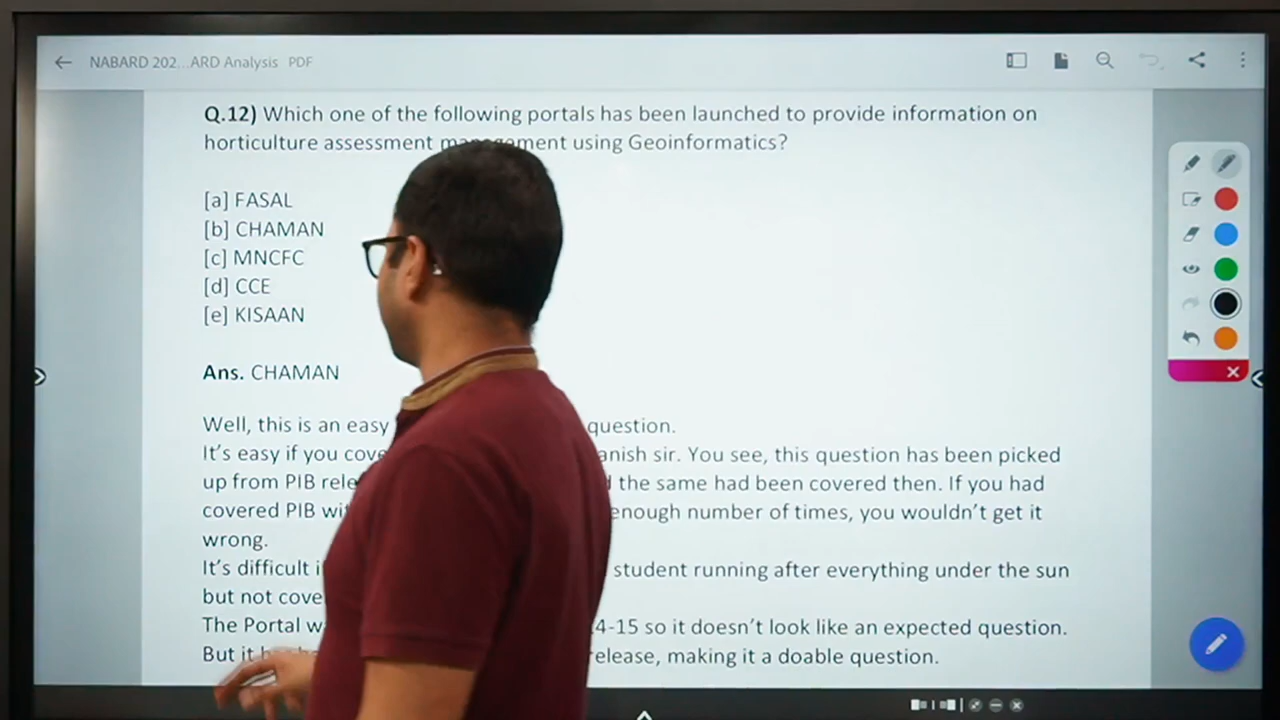 NABARD 202...ARD Analysis PDF
Q.12) Which one of the following portals has been launched to provide information on
horticulture assessment management using Geoinformatics?
[a] FASAL
[b] CHAMAN
[c] MNCFC
[d] CCE
[e] KISAAN
Ans. CHAMAN
Well, this is an easy question.
It's easy if you sir. You see, this question has been picked
up from PIB the same had been covered then. If you had
covered PIB enough number of times, you wouldn't get it
wrong.
It's difficult student running after everything under the sun
but not
The Portal 4-15 so it doesn't look like an expected question.
But it release, making it a doable question.